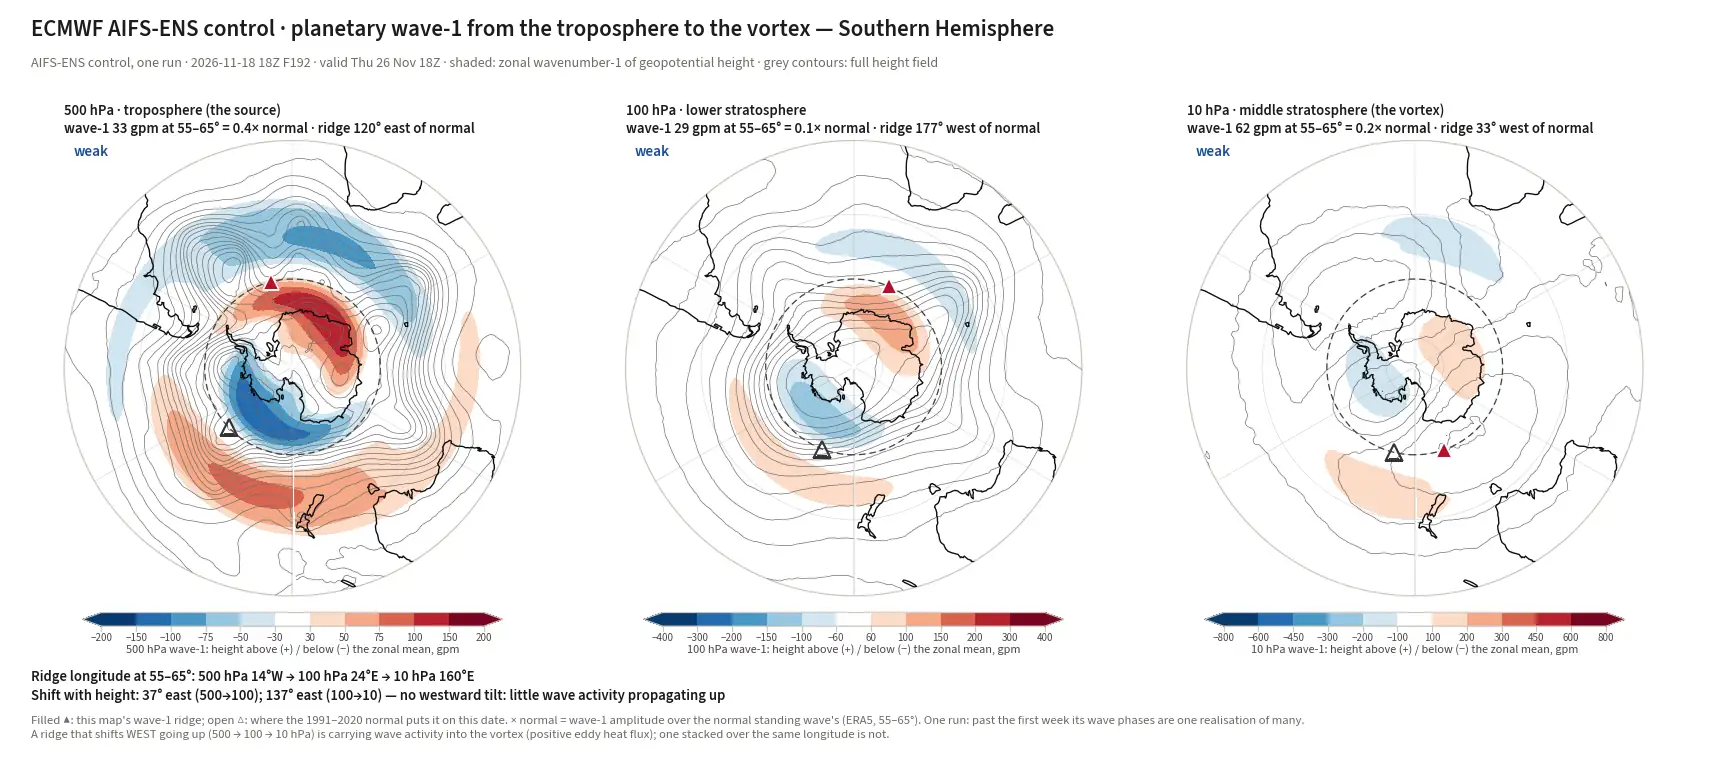 ECMWF AIFS-ENS control · planetary wave-1 from the troposphere to the vortex — Southern Hemisphere
AIFS-ENS control, one run · 2026-11-18 18Z F192 · valid Thu 26 Nov 18Z · shaded: zonal wavenumber-1 of geopotential height · grey contours: full height field
500 hPa · troposphere (the source)
wave-1 33 gpm at 55–65° = 0.4× normal · ridge 120° east of normal
weak
100 hPa · lower stratosphere
wave-1 29 gpm at 55–65° = 0.1× normal · ridge 177° west of normal
weak
10 hPa · middle stratosphere (the vortex)
wave-1 62 gpm at 55–65° = 0.2× normal · ridge 33° west of normal
weak
−200 −150 −100 −75 −50 −30 30 50 75 100 150 200
500 hPa wave-1: height above (+) / below (−) the zonal mean, gpm
−400 −300 −200 −150 −100 −60 60 100 150 200 300 400
100 hPa wave-1: height above (+) / below (−) the zonal mean, gpm
−800 −600 −450 −300 −200 −100 100 200 300 450 600 800
10 hPa wave-1: height above (+) / below (−) the zonal mean, gpm
Ridge longitude at 55–65°: 500 hPa 14°W → 100 hPa 24°E → 10 hPa 160°E
Shift with height: 37° east (500→100); 137° east (100→10) — no westward tilt: little wave activity propagating up
Filled ▲: this map's wave-1 ridge; open △: where the 1991–2020 normal puts it on this date. × normal = wave-1 amplitude over the normal standing wave's (ERA5, 55–65°). One run: past the first week its wave phases are one realisation of many.
A ridge that shifts WEST going up (500 → 100 → 10 hPa) is carrying wave activity into the vortex (positive eddy heat flux); one stacked over the same longitude is not.